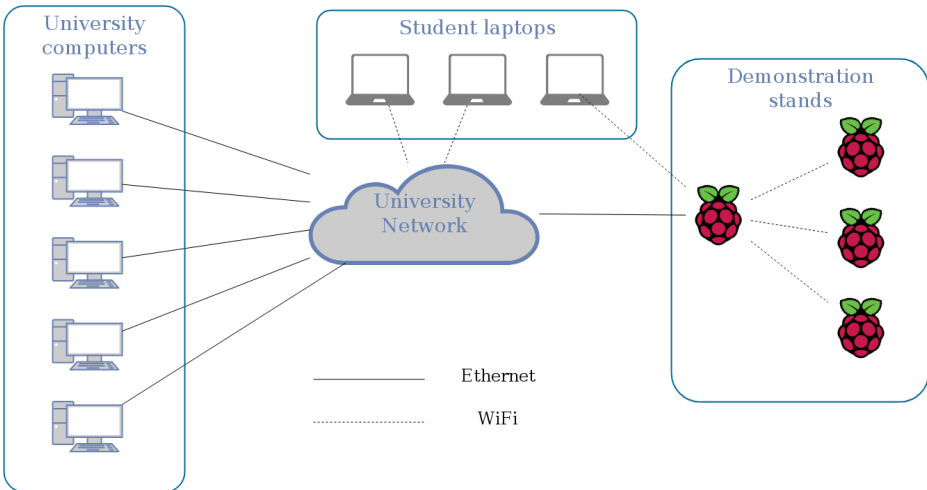 University
computers
Student laptops
Demonstration
stands
University
Network
Ethernet
WiFi